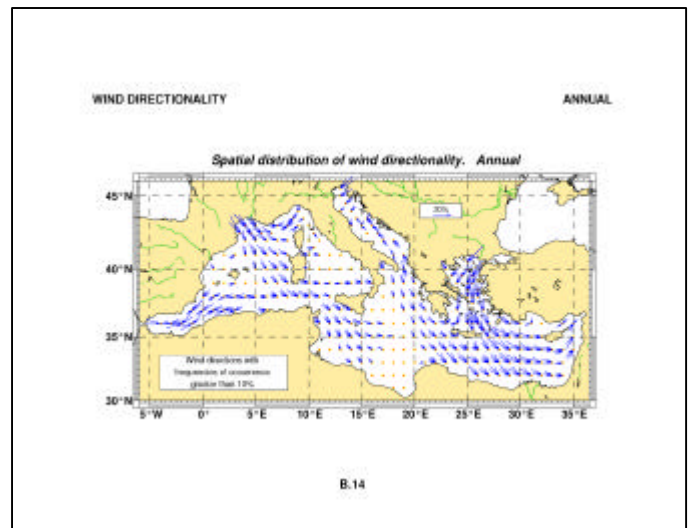 WIND DIRECTIONALITY
ANNUAL
Spatial distribution of wind directionality. Annual
45°N
40°N
35°N
30°N
30%
Wind directions with
frequencies of occurrence
greater than 10%
5°W 0° 5°E 10°E 15°E 20°E 25°E 30°E 35°E
B.14